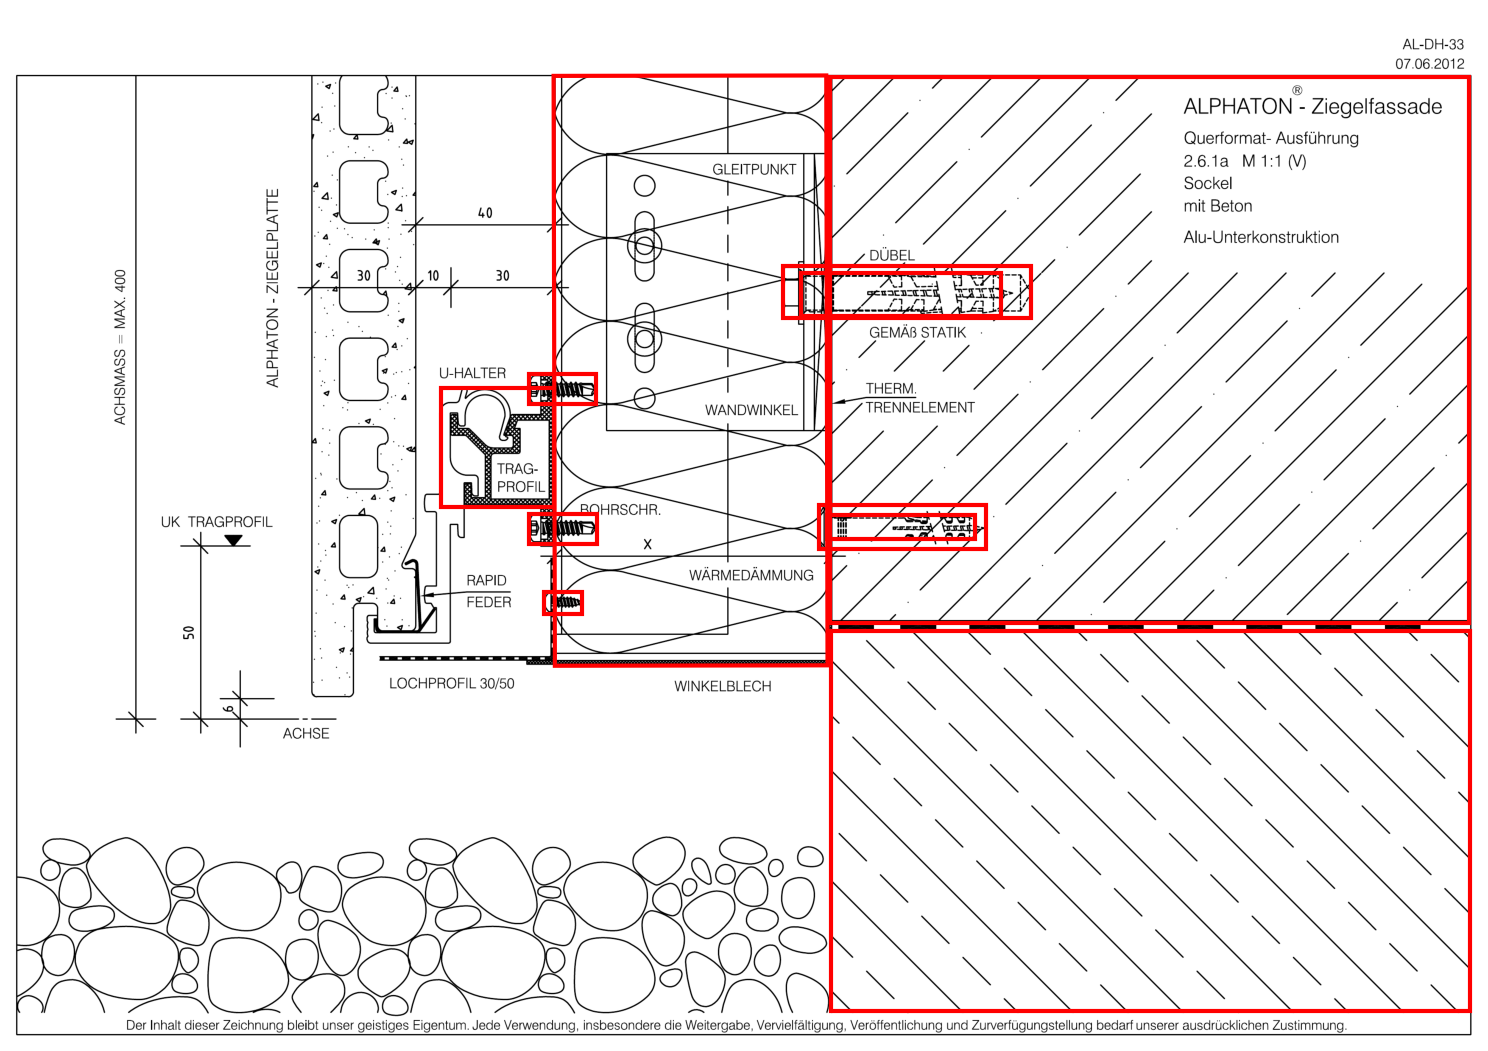 AL-DH-33
07.06.2012
ALPHATON® - Ziegelfassade
Querformat- Ausführung
2.6.1a M 1:1 (V)
Sockel
mit Beton
Alu-Unterkonstruktion
GLEITPUNKT
40
ALPHATON - ZIEGELPLATTE
ACHSMASS = MAX. 400
30
10
30
DÜBEL
GEMÄß STATIK
U-HALTER
THERM.
TRENNELEMENT
WANDWINKEL
TRAG-
PROFIL
BOHRSCHR.
UK TRAGPROFIL
X
WÄRMEDÄMMUNG
RAPID
FEDER
50
LOCHPROFIL 30/50
WINKELBLECH
6
ACHSE
Der Inhalt dieser Zeichnung bleibt unser geistiges Eigentum. Jede Verwendung, insbesondere die Weitergabe, Vervielfältigung, Veröffentlichung und Zurverfügungstellung bedarf unserer ausdrücklichen Zustimmung.